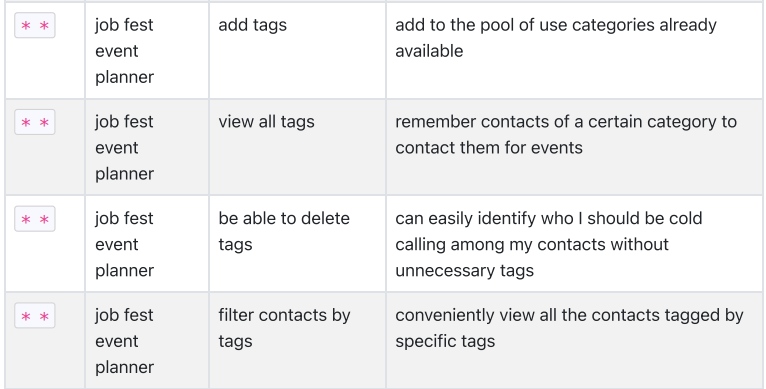 * * job fest add tags add to the pool of use categories already
event available
planner
* * job fest view all tags remember contacts of a certain category to
event contact them for events
planner
* * job fest be able to delete can easily identify who I should be cold
event tags calling among my contacts without
planner unnecessary tags
* * job fest filter contacts by conveniently view all the contacts tagged by
event tags specific tags
planner